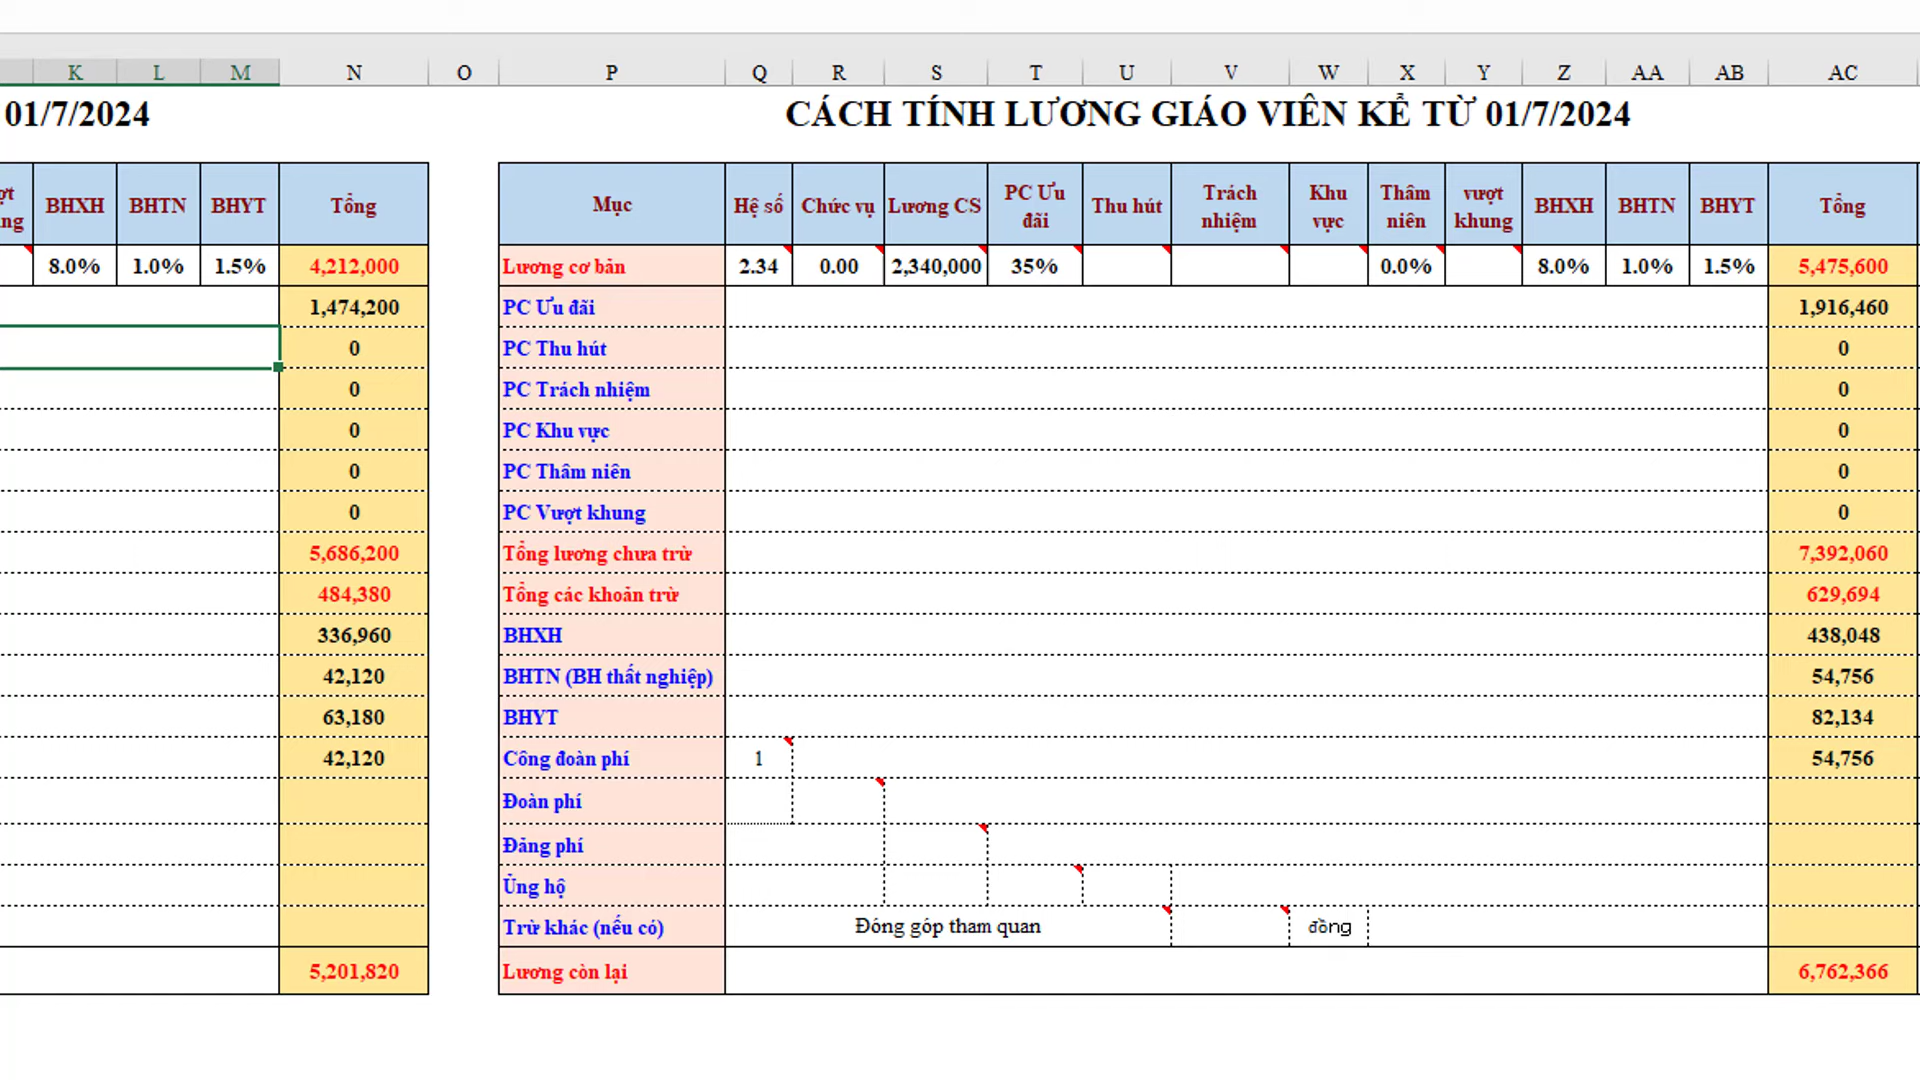 K L M N O P Q R S T U V W X Y Z AA AB AC
01/7/2024
CÁCH TÍNH LƯƠNG GIÁO VIÊN KỂ TỪ 01/7/2024
BHXH BHTN BHYT Tổng
Mục Hệ số Chức vụ Lương CS PC Ưu đãi Thu hút Trách nhiệm Khu vực Thâm niên vượt khung BHXH BHTN BHYT Tổng
8.0% 1.0% 1.5% 4,212,000
Lương cơ bản 2.34 0.00 2,340,000 35% 0.0% 8.0% 1.0% 1.5% 5,475,600
1,474,200 PC Ưu đãi 1,916,460
0 PC Thu hút 0
0 PC Trách nhiệm 0
0 PC Khu vực 0
0 PC Thâm niên 0
0 PC Vượt khung 0
5,686,200 Tổng lương chưa trừ 7,392,060
484,380 Tổng các khoản trừ 629,694
336,960 BHXH 438,048
42,120 BHTN (BH thất nghiệp) 54,756
63,180 BHYT 82,134
42,120 Công đoàn phí 1 54,756
Đoàn phí
Đảng phí
Ủng hộ
Trừ khác (nếu có) Đóng góp tham quan đồng
5,201,820 Lương còn lại 6,762,366